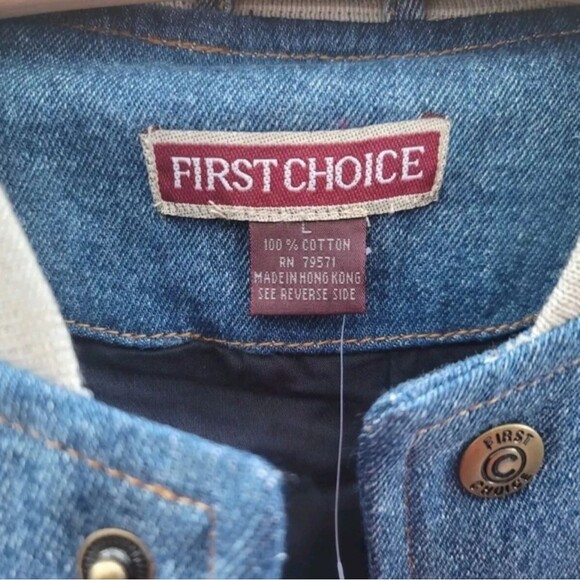 FIRST CHOICE
L
100 % COTTON
RN 79571
MADE IN HONG KONG
SEE REVERSE SIDE
FIRST
C
CHOICE